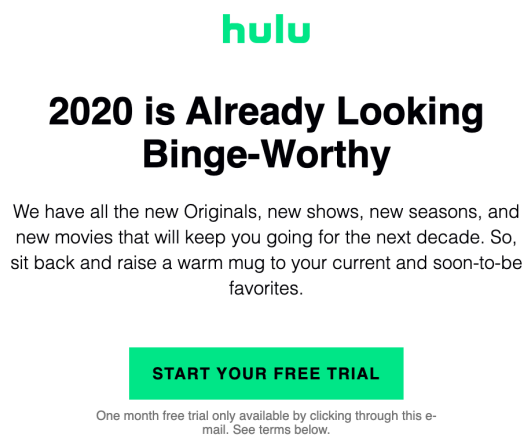 hulu
2020 is Already Looking
Binge-Worthy
We have all the new Originals, new shows, new seasons, and
new movies that will keep you going for the next decade. So,
sit back and raise a warm mug to your current and soon-to-be
favorites.
START YOUR FREE TRIAL
One month free trial only available by clicking through this e-
mail. See terms below.